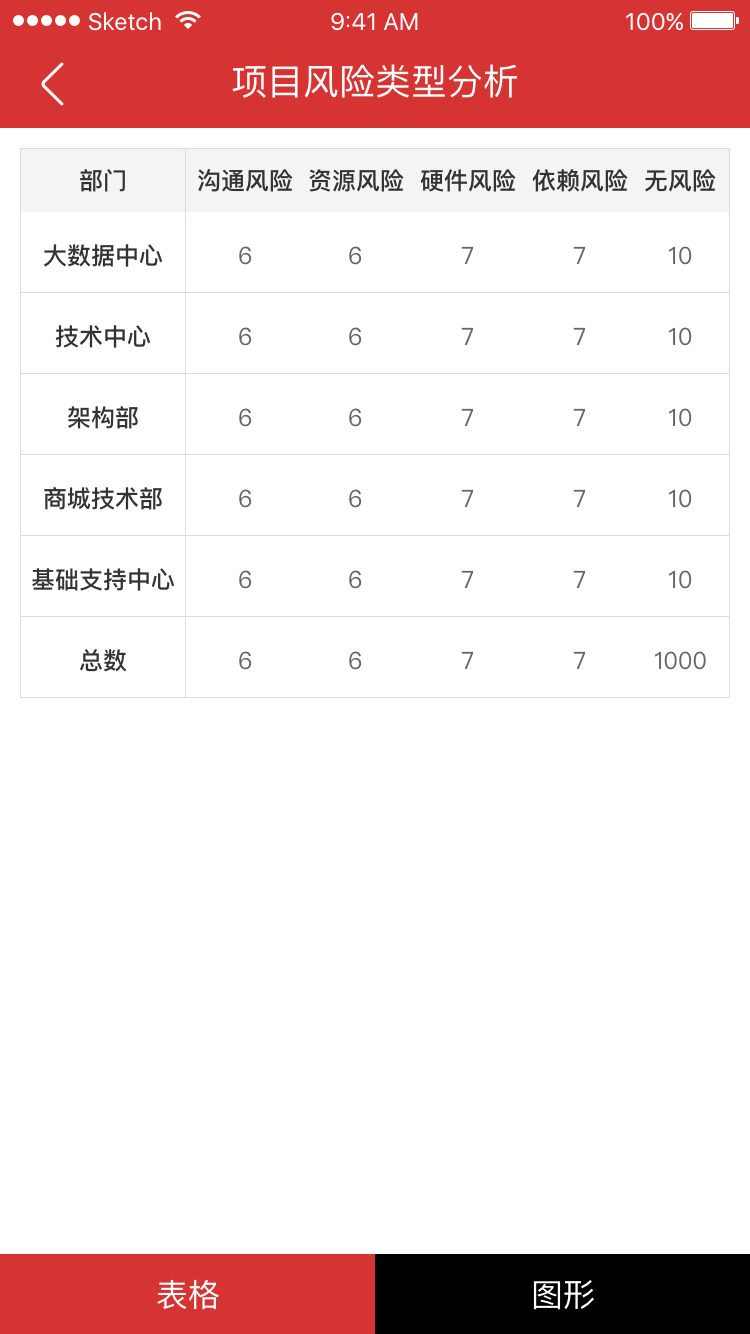 Sketch 9:41 AM 100%
项目风险类型分析
部门 沟通风险 资源风险 硬件风险 依赖风险 无风险
大数据中心 6 6 7 7 10
技术中心 6 6 7 7 10
架构部 6 6 7 7 10
商城技术部 6 6 7 7 10
基础支持中心 6 6 7 7 10
总数 6 6 7 7 1000
表格 图形